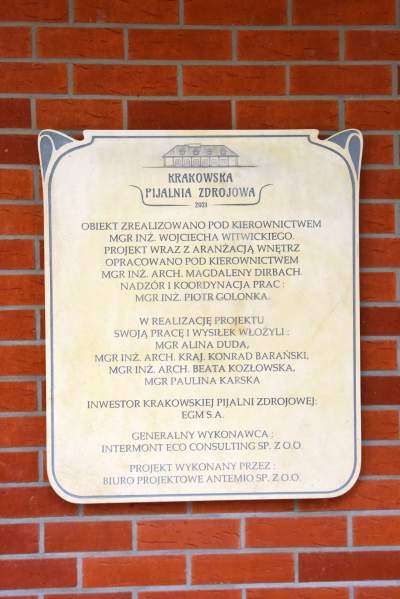 KRAKOWSKA
PIJALNIA ZDROJOWA
2021
OBIEKT ZREALIZOWANO POD KIEROWNICTWEM
MGR INŻ. WOJCIECHA WITWICKIEGO.
PROJEKT WRAZ Z ARANŻACJĄ WNĘTRZ
OPRACOWANO POD KIEROWNICTWEM
MGR INŻ. ARCH. MAGDALENY DIRBACH.
NADZÓR I KOORDYNACJA PRAC :
MGR INŻ. PIOTR GOLONKA.
W REALIZACJĘ PROJEKTU
SWOJĄ PRACĘ I WYSIŁEK WŁOŻYLI :
MGR ALINA DUDA,
MGR INŻ. ARCH. KRAJ. KONRAD BARAŃSKI,
MGR INŻ. ARCH. BEATA KOZŁOWSKA,
MGR PAULINA KARSKA
INWESTOR KRAKOWSKIEJ PIJALNI ZDROJOWEJ:
EGM S.A.
GENERALNY WYKONAWCA :
INTERMONT ECO CONSULTING SP. Z O.O.
PROJEKT WYKONANY PRZEZ :
BIURO PROJEKTOWE ANTEMIO SP. ZO.O.